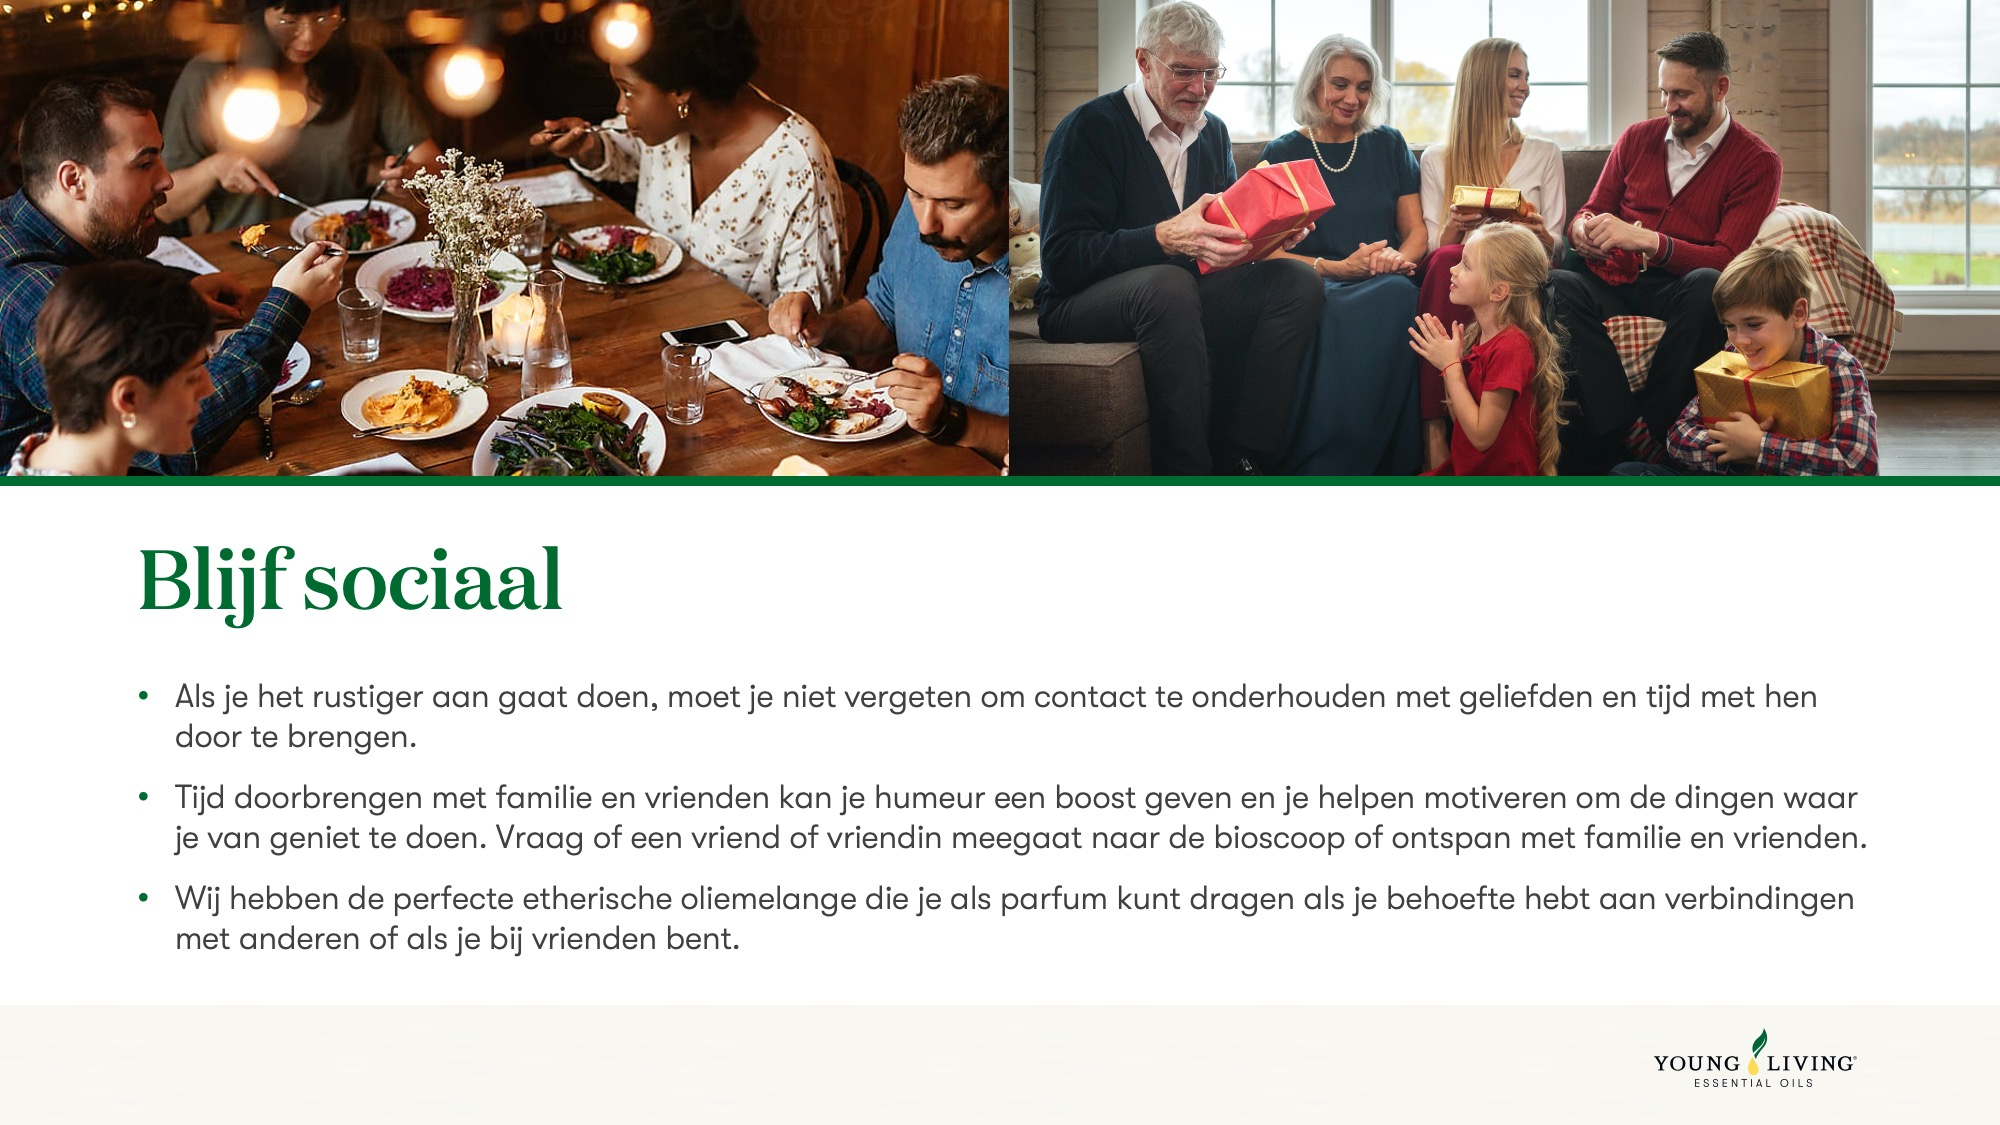 Blijf sociaal
• Als je het rustiger aan gaat doen, moet je niet vergeten om contact te onderhouden met geliefden en tijd met hen
door te brengen.
• Tijd doorbrengen met familie en vrienden kan je humeur een boost geven en je helpen motiveren om de dingen waar
je van geniet te doen. Vraag of een vriend of vriendin meegaat naar de bioscoop of ontspan met familie en vrienden.
• Wij hebben de perfecte etherische oliemelange die je als parfum kunt dragen als je behoefte hebt aan verbindingen
met anderen of als je bij vrienden bent.
YOUNG LIVING®
ESSENTIAL OILS